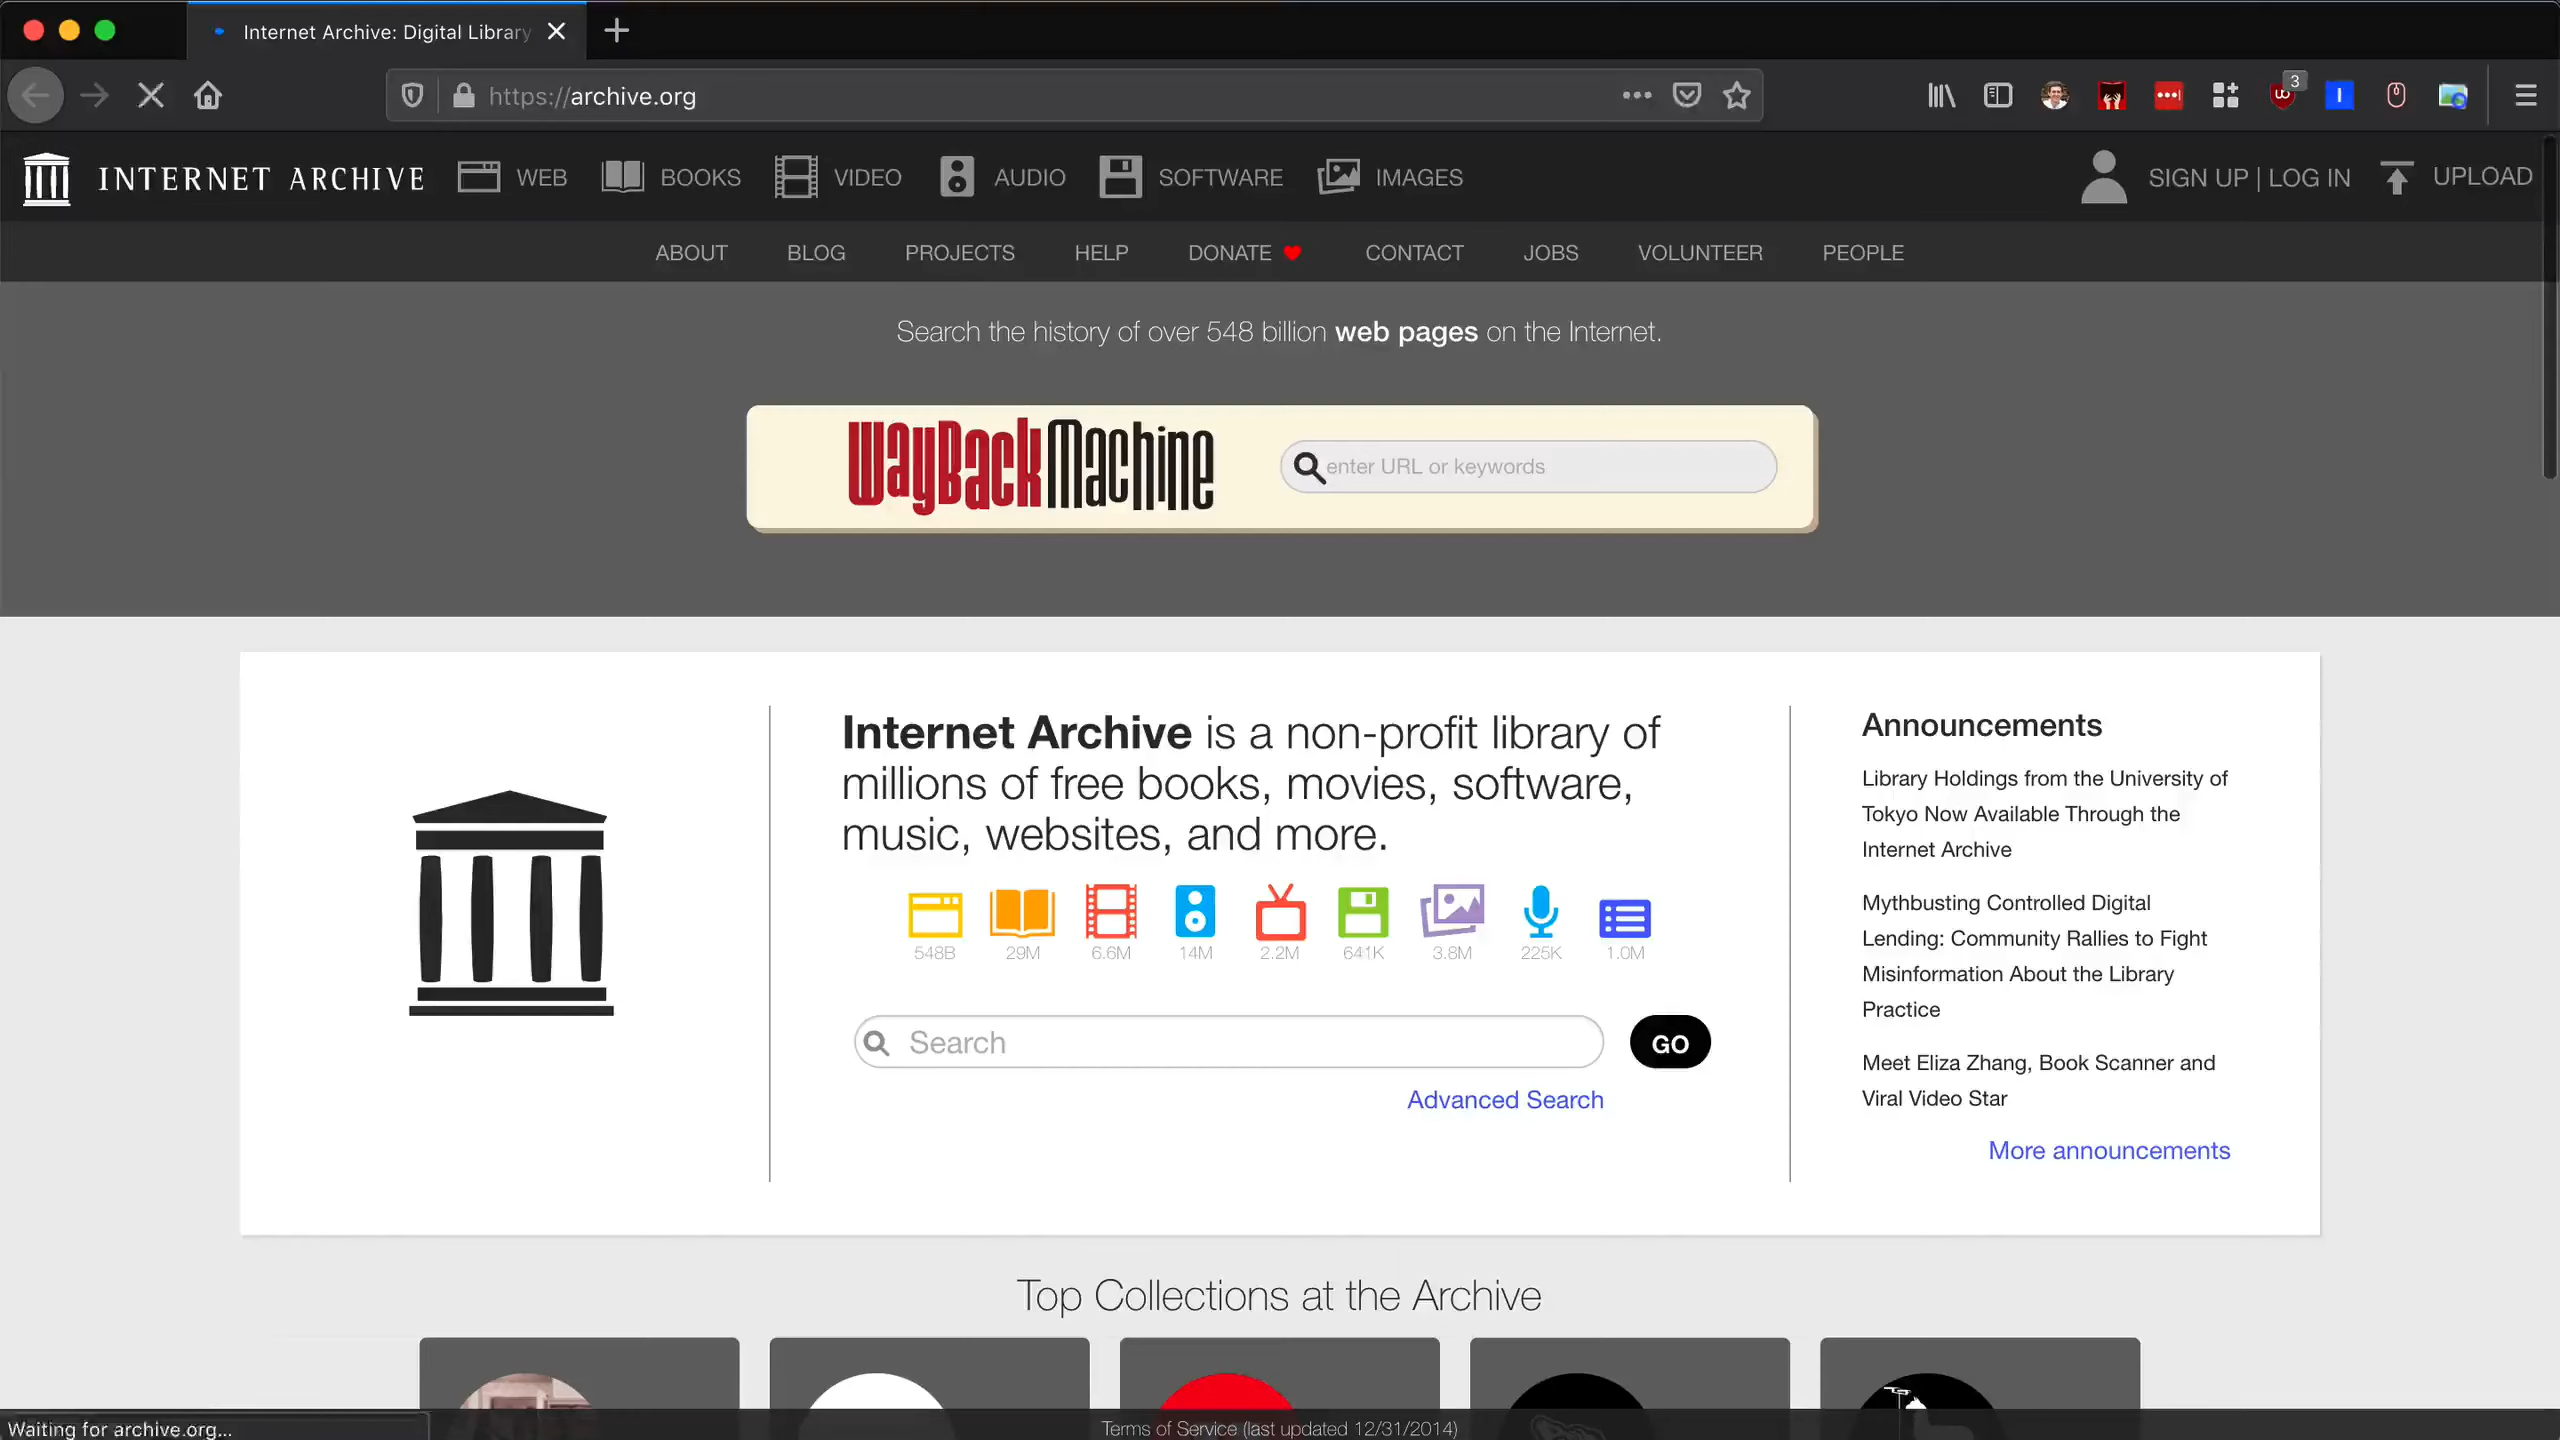 Internet Archive: Digital Library
https://archive.org
3
INTERNET ARCHIVE
WEB
BOOKS
VIDEO
AUDIO
SOFTWARE
IMAGES
SIGN UP | LOG IN
UPLOAD
ABOUT
BLOG
PROJECTS
HELP
DONATE
CONTACT
JOBS
VOLUNTEER
PEOPLE
Search the history of over 548 billion web pages on the Internet.
WayBackMachine
enter URL or keywords
Internet Archive is a non-profit library of
millions of free books, movies, software,
music, websites, and more.
548B
29M
6.6M
14M
2.2M
641K
3.8M
225K
1.0M
Search
GO
Advanced Search
Announcements
Library Holdings from the University of
Tokyo Now Available Through the
Internet Archive
Mythbusting Controlled Digital
Lending: Community Rallies to Fight
Misinformation About the Library
Practice
Meet Eliza Zhang, Book Scanner and
Viral Video Star
More announcements
Top Collections at the Archive
Waiting for archive.org...
Terms of Service (last updated 12/31/2014)